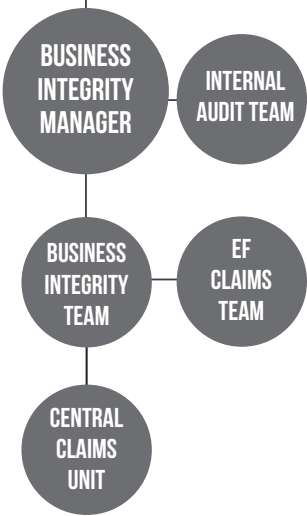 BUSINESS
INTEGRITY
MANAGER
INTERNAL
AUDIT TEAM
BUSINESS
INTEGRITY
TEAM
EF
CLAIMS
TEAM
CENTRAL
CLAIMS
UNIT